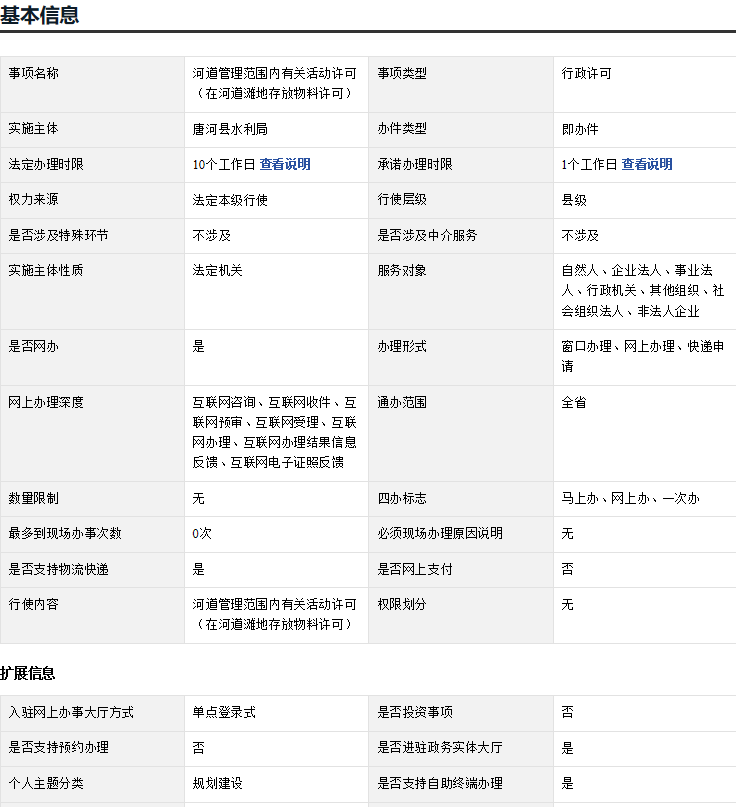 基本信息
事项名称
河道管理范围内有关活动许可
（在河道滩地存放物料许可）
事项类型
行政许可
实施主体
唐河县水利局
办件类型
即办件
法定办理时限
10个工作日 查看说明
承诺办理时限
1个工作日 查看说明
权力来源
法定本级行使
行使层级
县级
是否涉及特殊环节
不涉及
是否涉及中介服务
不涉及
实施主体性质
法定机关
服务对象
自然人、企业法人、事业法
人、行政机关、其他组织、社
会组织法人、非法人企业
是否网办
是
办理形式
窗口办理、网上办理、快递申
请
网上办理深度
互联网咨询、互联网收件、互
联网预审、互联网受理、互联
网办理、互联网办理结果信息
反馈、互联网电子证照反馈
通办范围
全省
数量限制
无
四办标志
马上办、网上办、一次办
最多到现场办事次数
0次
必须现场办理原因说明
无
是否支持物流快递
是
是否网上支付
否
行使内容
河道管理范围内有关活动许可
（在河道滩地存放物料许可）
权限划分
无
扩展信息
入驻网上办事大厅方式
单点登录式
是否投资事项
否
是否支持预约办理
否
是否进驻政务实体大厅
是
个人主题分类
规划建设
是否支持自助终端办理
是